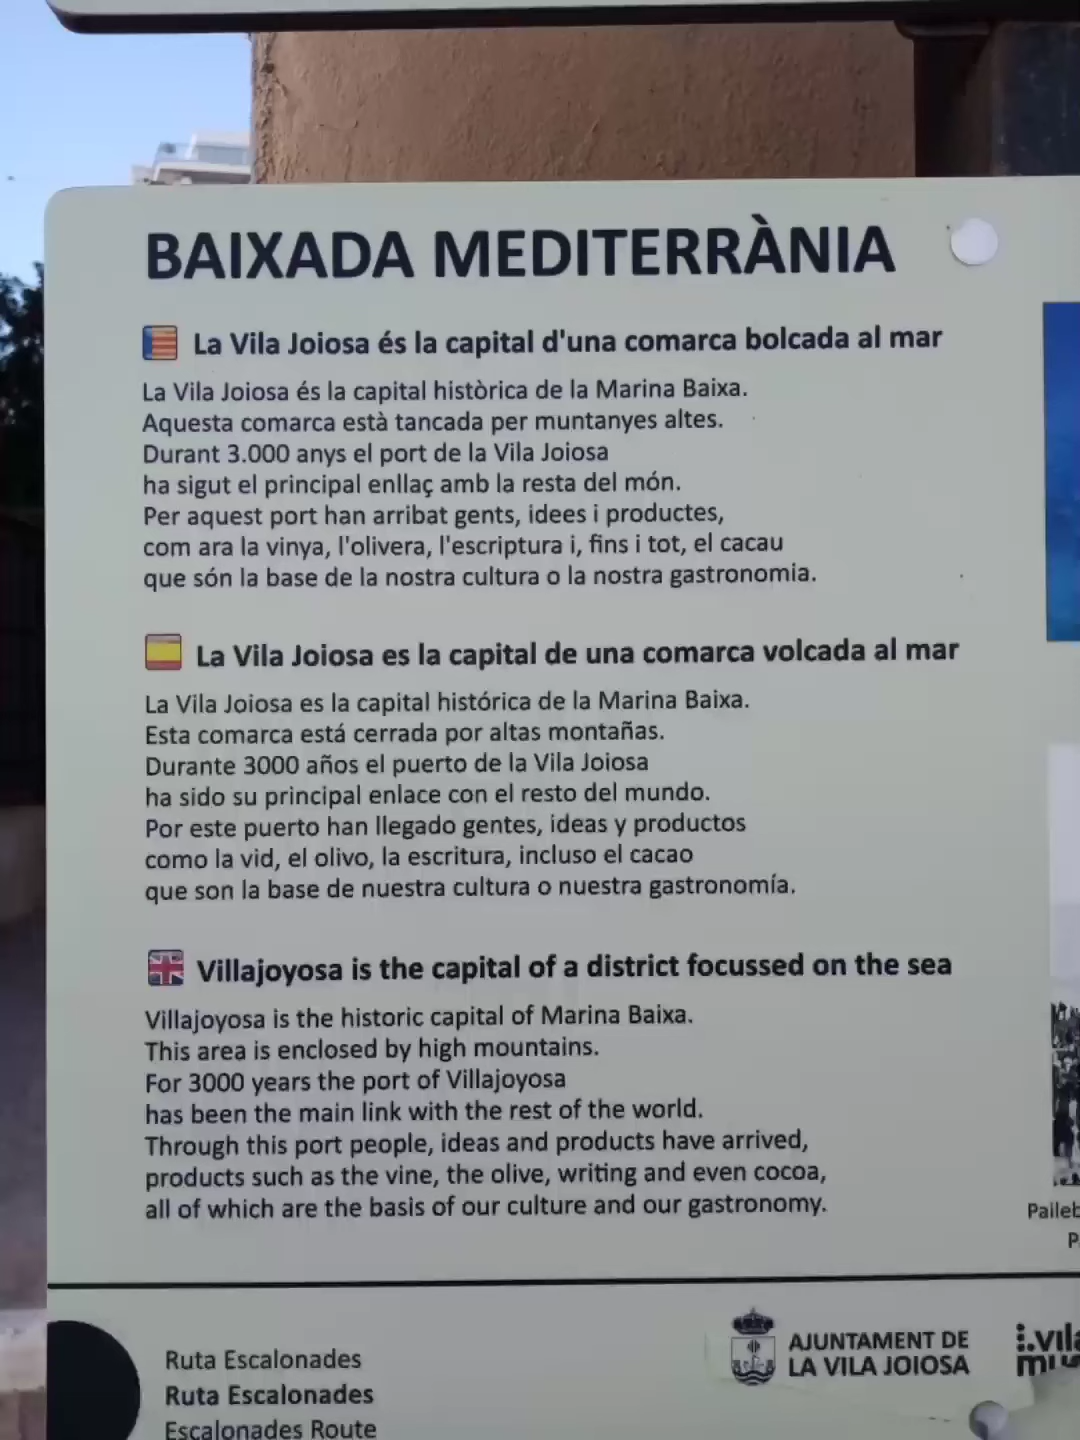 BAIXADA MEDITERRÀNIA
La Vila Joiosa és la capital d'una comarca bolcada al mar
La Vila Joiosa és la capital històrica de la Marina Baixa.
Aquesta comarca està tancada per muntanyes altes.
Durant 3.000 anys el port de la Vila Joiosa
ha sigut el principal enllaç amb la resta del món.
Per aquest port han arribat gents, idees i productes,
com ara la vinya, l'olivera, l'escriptura i, fins i tot, el cacau
que són la base de la nostra cultura o la nostra gastronomia.
La Vila Joiosa es la capital de una comarca volcada al mar
La Vila Joiosa es la capital histórica de la Marina Baixa.
Esta comarca está cerrada por altas montañas.
Durante 3000 años el puerto de la Vila Joiosa
ha sido su principal enlace con el resto del mundo.
Por este puerto han llegado gentes, ideas y productos
como la vid, el olivo, la escritura, incluso el cacao
que son la base de nuestra cultura o nuestra gastronomía.
Villajoyosa is the capital of a district focussed on the sea
Villajoyosa is the historic capital of Marina Baixa.
This area is enclosed by high mountains.
For 3000 years the port of Villajoyosa
has been the main link with the rest of the world.
Through this port people, ideas and products have arrived,
products such as the vine, the olive, writing and even cocoa,
all of which are the basis of our culture and our gastronomy.
Ruta Escalonades
Ruta Escalonades
Escalonades Route
AJUNTAMENT DE
LA VILA JOIOSA